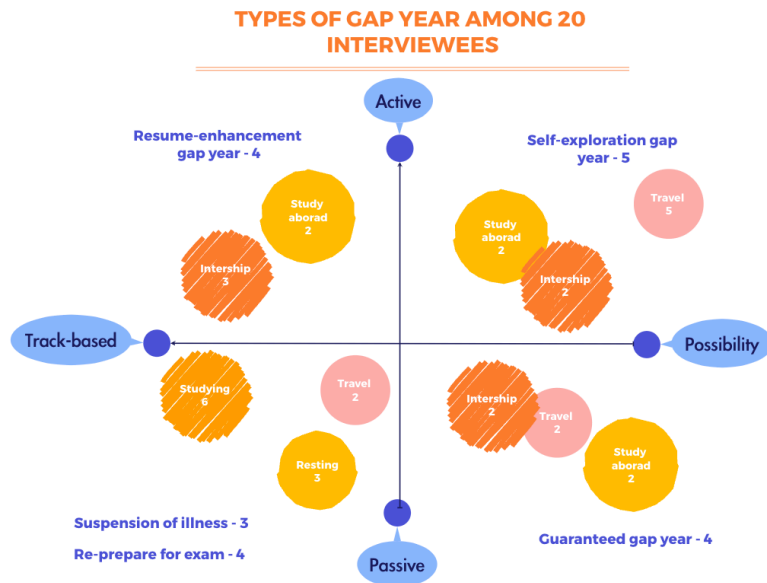 TYPES OF GAP YEAR AMONG 20
INTERVIEWEES
Active
Resume-enhancement
gap year - 4
Self-exploration gap
year - 5
Study
aborad
2
Travel
5
Study
aborad
2
Intership
3
Intership
2
Track-based
Possibility
Studying
6
Travel
2
Intership
2
Travel
2
Resting
3
Study
aborad
2
Suspension of illness - 3
Re-prepare for exam - 4
Guaranteed gap year - 4
Passive